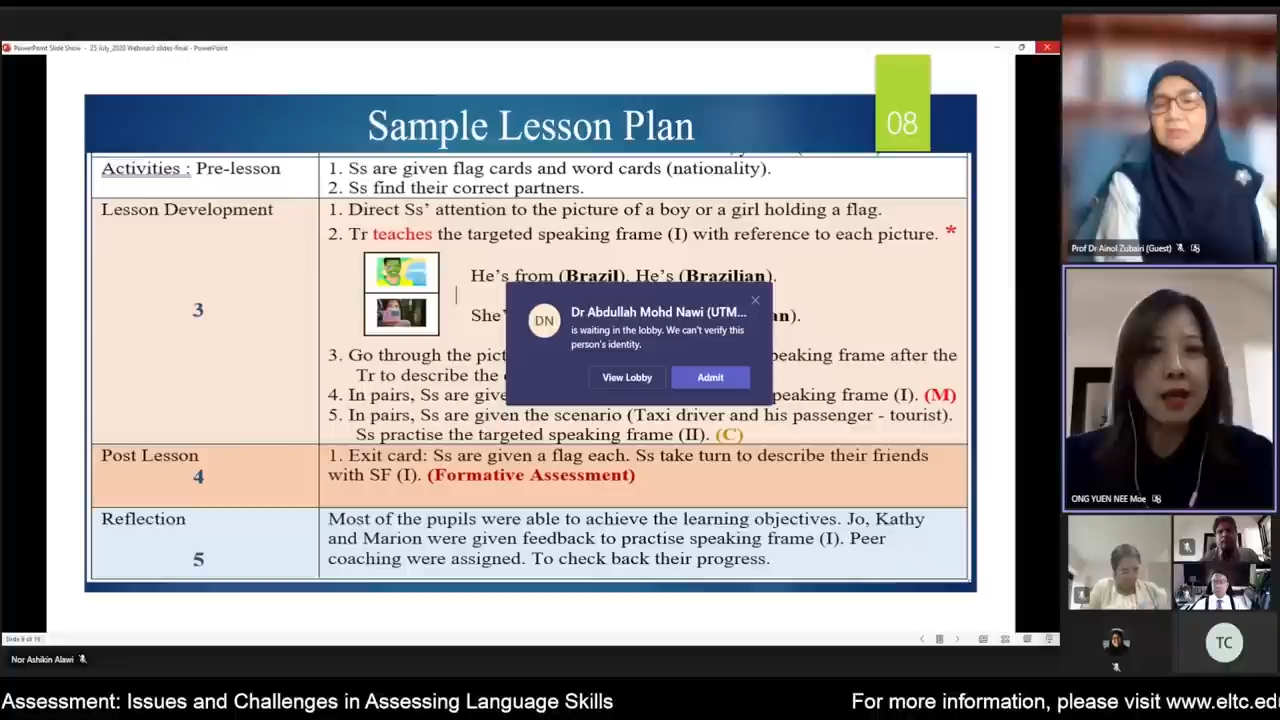 PowerPoint Slide Show - 25 July_2020 Webinar3 slides-final - PowerPoint
Sample Lesson Plan
08
Activities : Pre-lesson
1. Ss are given flag cards and word cards (nationality).
2. Ss find their correct partners.
Lesson Development
3
1. Direct Ss’ attention to the picture of a boy or a girl holding a flag.
2. Tr teaches the targeted speaking frame (I) with reference to each picture. *
He's from (Brazil). He's (Brazilian).
She'
an).
3. Go through the pict
peaking frame after the
Tr to describe the
4. In pairs, Ss are give
peaking frame (I). (M)
5. In pairs, Ss are given the scenario (Taxi driver and his passenger - tourist).
Ss practise the targeted speaking frame (II). (C)
Post Lesson
4
1. Exit card: Ss are given a flag each. Ss take turn to describe their friends
with SF (I). (Formative Assessment)
Reflection
5
Most of the pupils were able to achieve the learning objectives. Jo, Kathy
and Marion were given feedback to practise speaking frame (I). Peer
coaching were assigned. To check back their progress.
DN
Dr Abdullah Mohd Nawi (UTM...
is waiting in the lobby. We can't verify this
person's identity.
View Lobby
Admit
Prof Dr Ainol Zubairi (Guest)
ONG YUEN NEE Moe
TC
Nor Ashikin Alawi
Assessment: Issues and Challenges in Assessing Language Skills
For more information, please visit www.eltc.ed